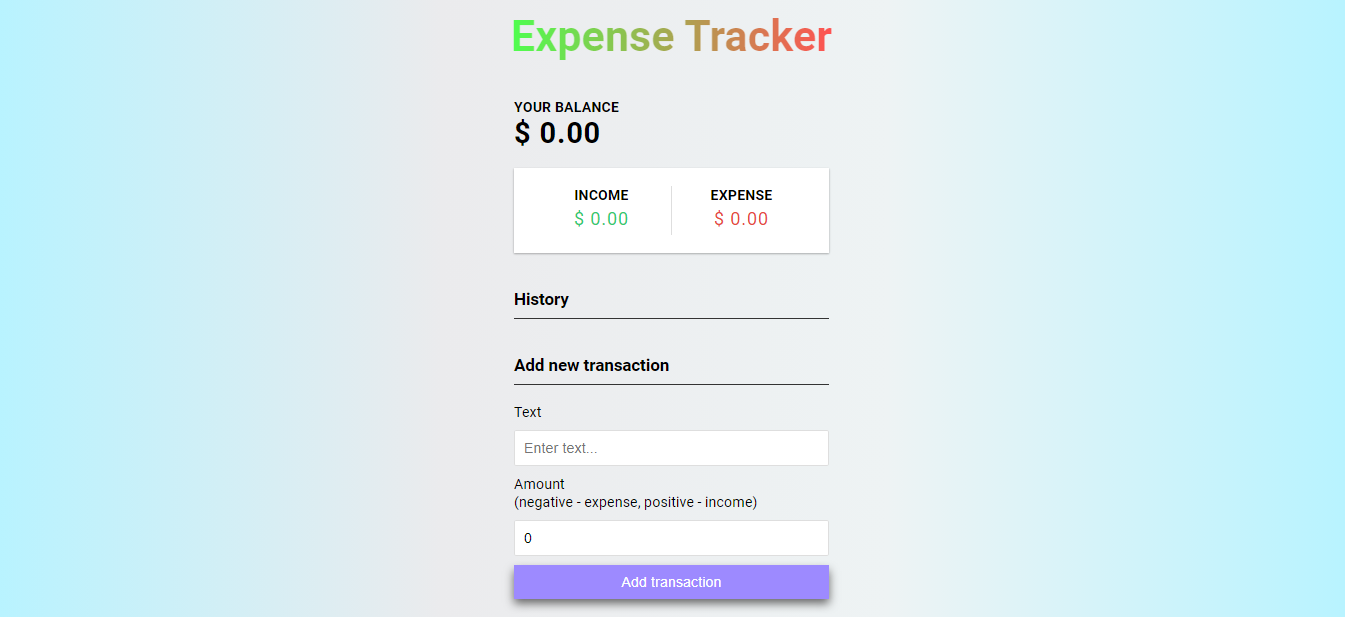 Expense Tracker
YOUR BALANCE
$ 0.00
INCOME EXPENSE
$ 0.00 $ 0.00
History
Add new transaction
Text
Enter text...
Amount
(negative - expense, positive - income)
0
Add transaction